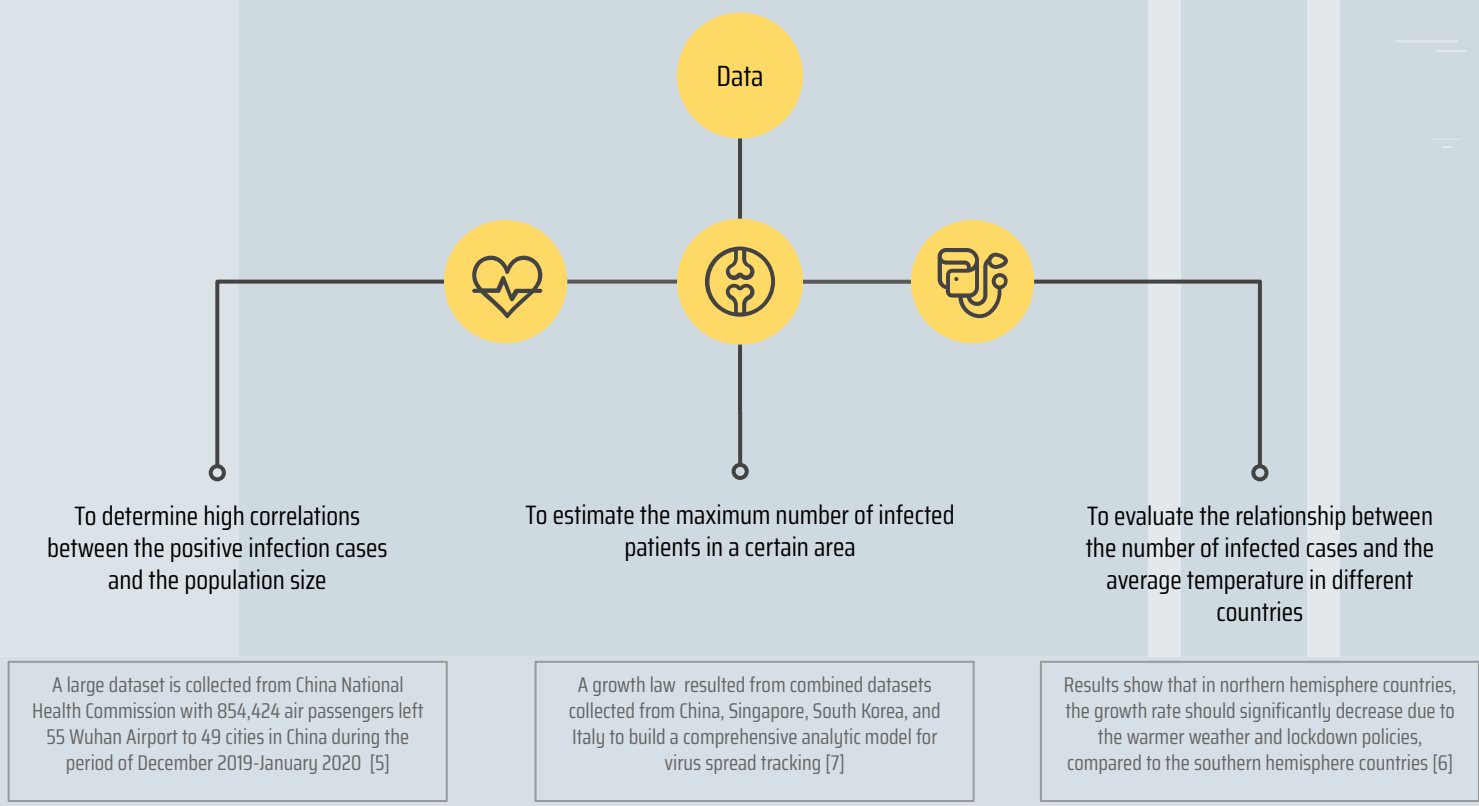 Data
To determine high correlations
between the positive infection cases
and the population size
To estimate the maximum number of infected
patients in a certain area
To evaluate the relationship between
the number of infected cases and the
average temperature in different
countries
A large dataset is collected from China National
Health Commission with 854,424 air passengers left
55 Wuhan Airport to 49 cities in China during the
period of December 2019-January 2020 [5]
A growth law resulted from combined datasets
collected from China, Singapore, South Korea, and
Italy to build a comprehensive analytic model for
virus spread tracking [7]
Results show that in northern hemisphere countries,
the growth rate should significantly decrease due to
the warmer weather and lockdown policies,
compared to the southern hemisphere countries [6]